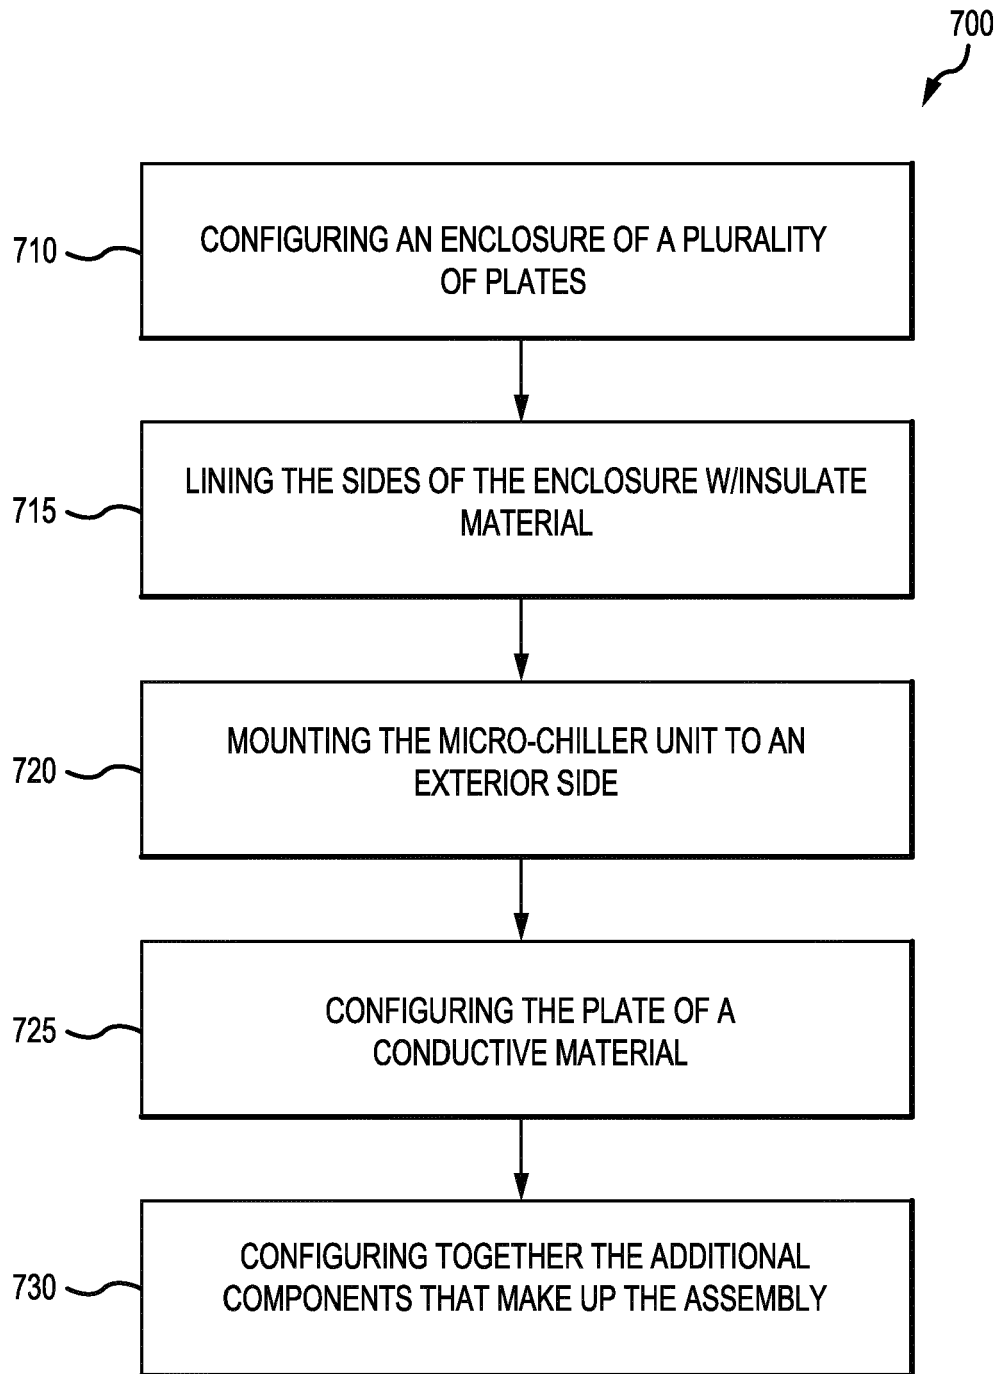 700
710
CONFIGURING AN ENCLOSURE OF A PLURALITY
OF PLATES
715
LINING THE SIDES OF THE ENCLOSURE W/INSULATE
MATERIAL
720
MOUNTING THE MICRO-CHILLER UNIT TO AN
EXTERIOR SIDE
725
CONFIGURING THE PLATE OF A
CONDUCTIVE MATERIAL
730
CONFIGURING TOGETHER THE ADDITIONAL
COMPONENTS THAT MAKE UP THE ASSEMBLY